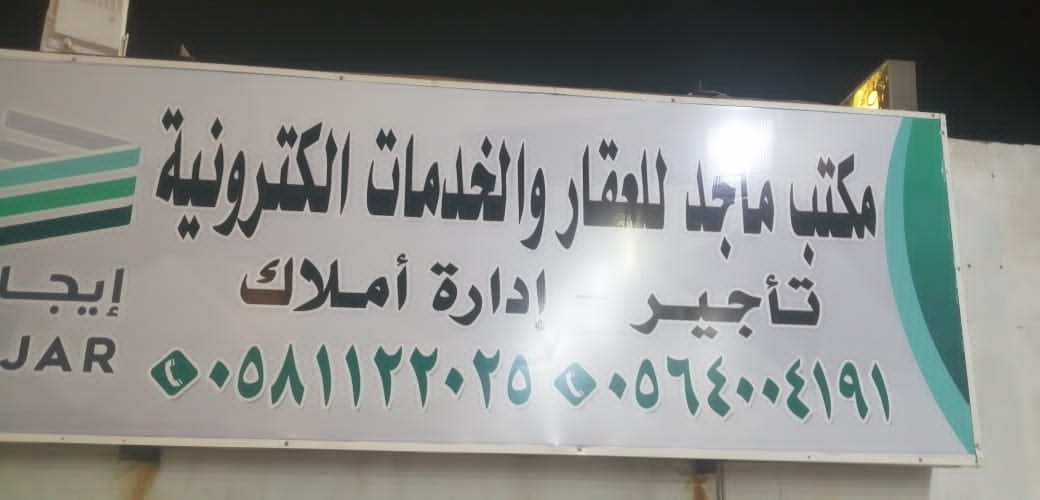 مكتب ماجد للعقار والخدمات الكترونية
تأجير - إدارة أملاك
٠٥٦٤٠٠٤١٩١ ٠٥٨١١٢٢٠٢٥
إيجا
JAR